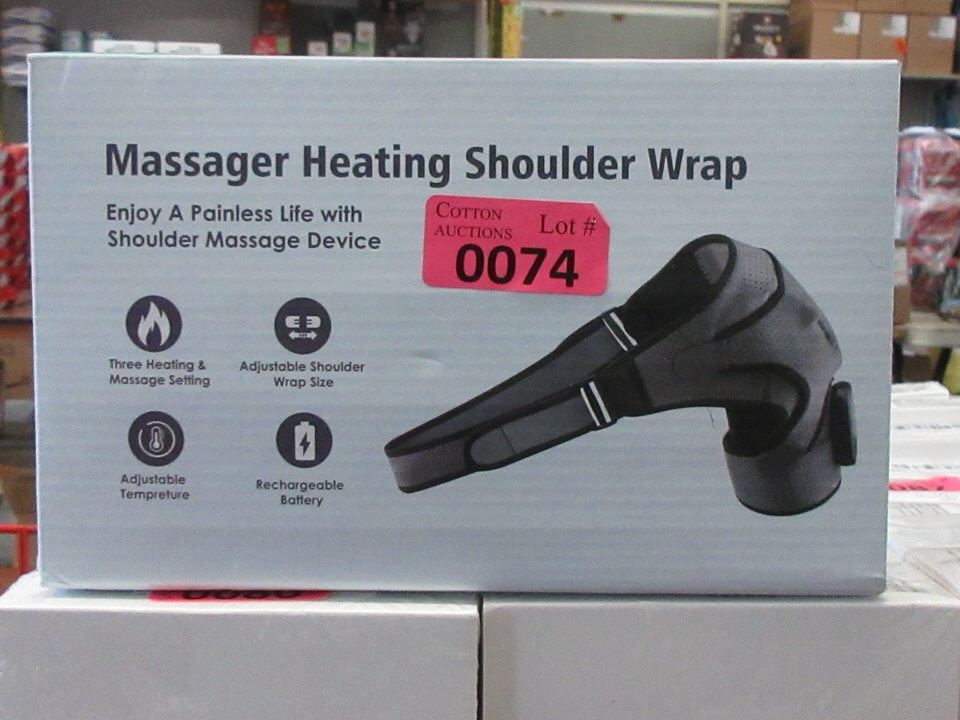 Massager Heating Shoulder Wrap
Enjoy A Painless Life with
Shoulder Massage Device
COTTON
AUCTIONS
Lot #
0074
Three Heating &
Massage Setting
Adjustable Shoulder
Wrap Size
Adjustable
Tempreture
Rechargeable
Battery